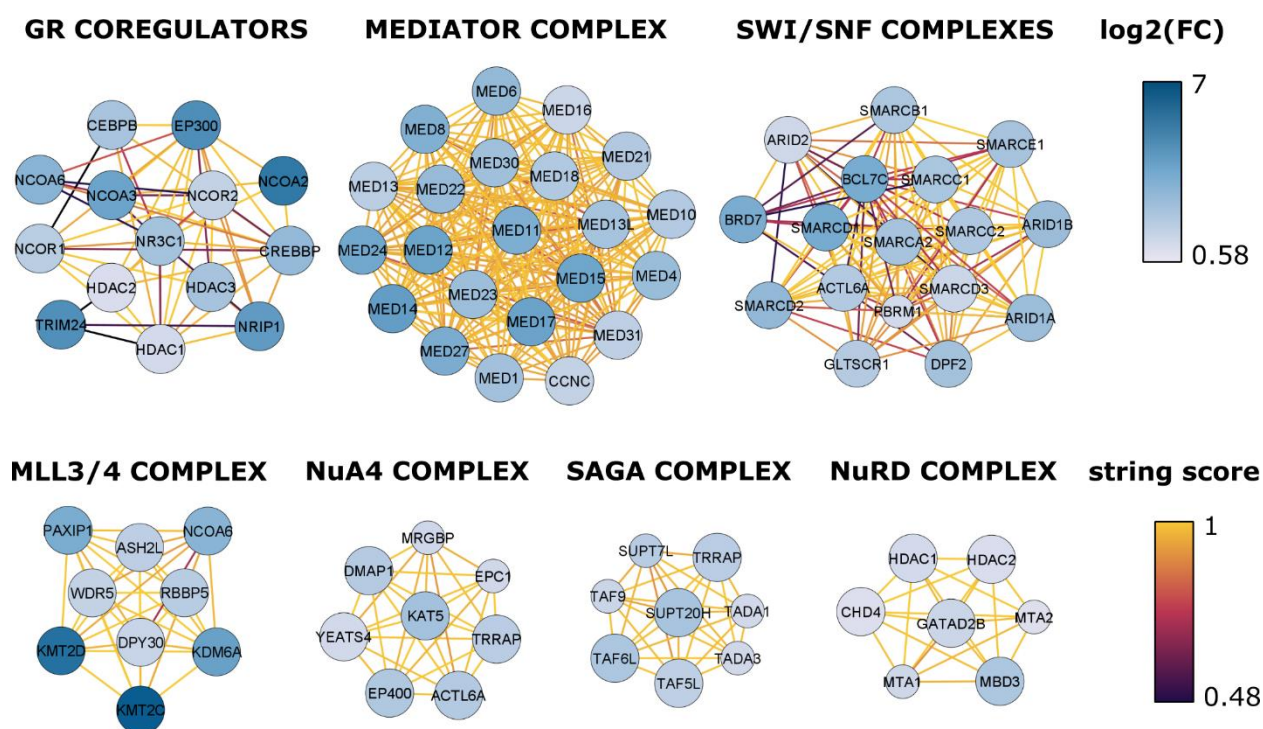 GR COREGULATORS
MEDIATOR COMPLEX
SWI/SNF COMPLEXES
log2(FC)
CEBPB
EP300
NCOA6
NCOA3
NCOR2
NCOA2
NCOR1
NR3C1
CREBBP
HDAC2
HDAC3
TRIM24
NRIP1
HDAC1
MED6
MED16
MED8
MED30
MED18
MED21
MED13
MED22
MED10
MED11
MED13L
MED24
MED12
MED15
MED4
MED23
MED14
MED17
MED31
MED27
MED1
CCNC
SMARCB1
ARID2
SMARCE1
BCL7C
SMARCC1
BRD7
SMARCD1
SMARCC2
ARID1B
SMARCA2
ACTL6A
SMARCD3
SMARCD2
PBRM1
ARID1A
GLTSCR1
DPF2
7
0.58
MLL3/4 COMPLEX
NuA4 COMPLEX
SAGA COMPLEX
NuRD COMPLEX
string score
PAXIP1
NCOA6
ASH2L
WDR5
RBBP5
KMT2D
DPY30
KDM6A
KMT2C
MRGBP
DMAP1
EPC1
KAT5
YEATS4
TRRAP
EP400
ACTL6A
SUPT7L
TRRAP
TAF9
SUPT20H
TADA1
TAF6L
TADA3
TAF5L
HDAC1
HDAC2
CHD4
GATAD2B
MTA2
MTA1
MBD3
1
0.48